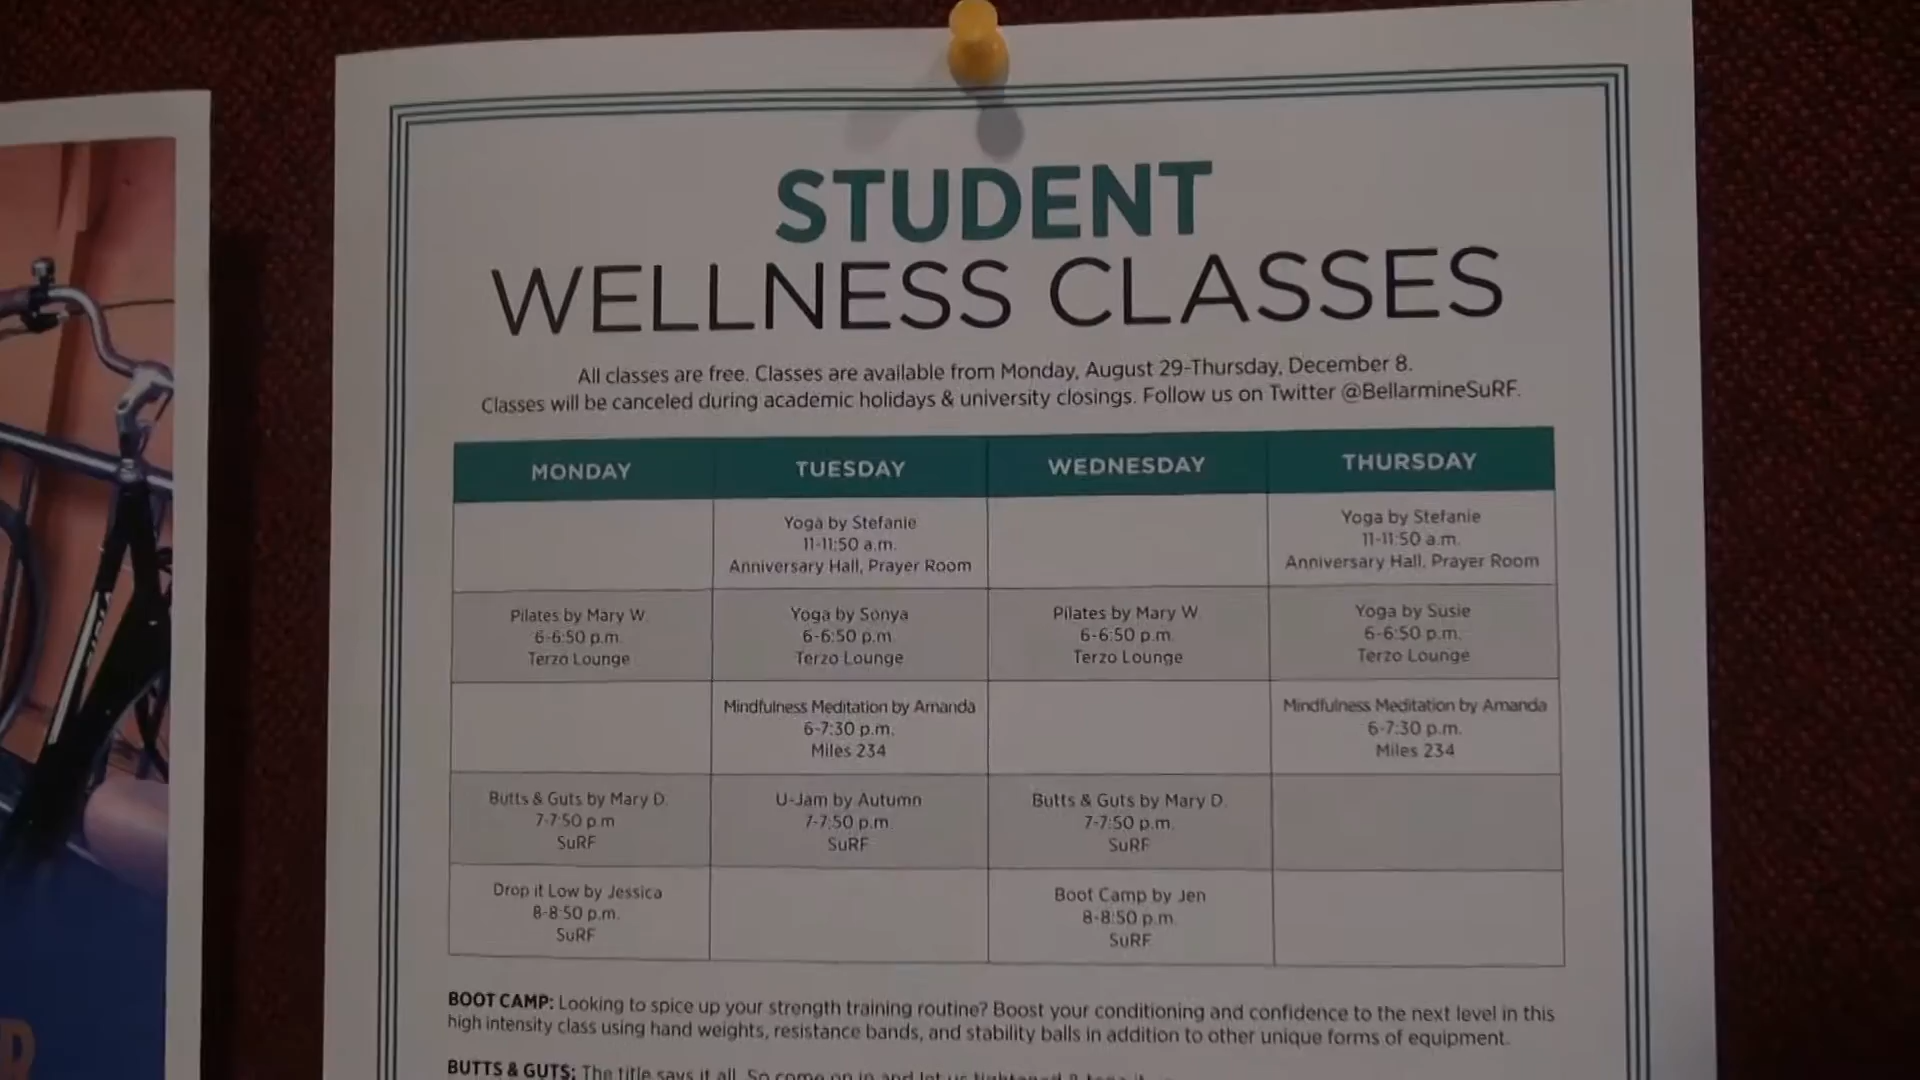 STUDENT
WELLNESS CLASSES
All classes are free. Classes are available from Monday, August 29-Thursday, December 8.
Classes will be canceled during academic holidays & university closings. Follow us on Twitter @BellarmineSuRF.
MONDAY TUESDAY WEDNESDAY THURSDAY
Yoga by Stefanie
11-11:50 a.m.
Anniversary Hall, Prayer Room
Yoga by Stefanie
11-11:50 a.m.
Anniversary Hall, Prayer Room
Pilates by Mary W.
6-6:50 p.m.
Terzo Lounge
Yoga by Sonya
6-6:50 p.m.
Terzo Lounge
Pilates by Mary W.
6-6:50 p.m.
Terzo Lounge
Yoga by Susie
6-6:50 p.m.
Terzo Lounge
Mindfulness Meditation by Amanda
6-7:30 p.m.
Miles 234
Mindfulness Meditation by Amanda
6-7:30 p.m.
Miles 234
Butts & Guts by Mary D.
7-7:50 p.m
SuRF
U-Jam by Autumn
7-7:50 p.m.
SuRF
Butts & Guts by Mary D.
7-7:50 p.m.
SuRF
Drop it Low by Jessica
8-8:50 p.m.
SuRF
Boot Camp by Jen
8-8:50 p.m.
SuRF
BOOT CAMP: Looking to spice up your strength training routine? Boost your conditioning and confidence to the next level in this
high intensity class using hand weights, resistance bands, and stability balls in addition to other unique forms of equipment.
BUTTS & GUTS: The title says it all. So come on in and let us